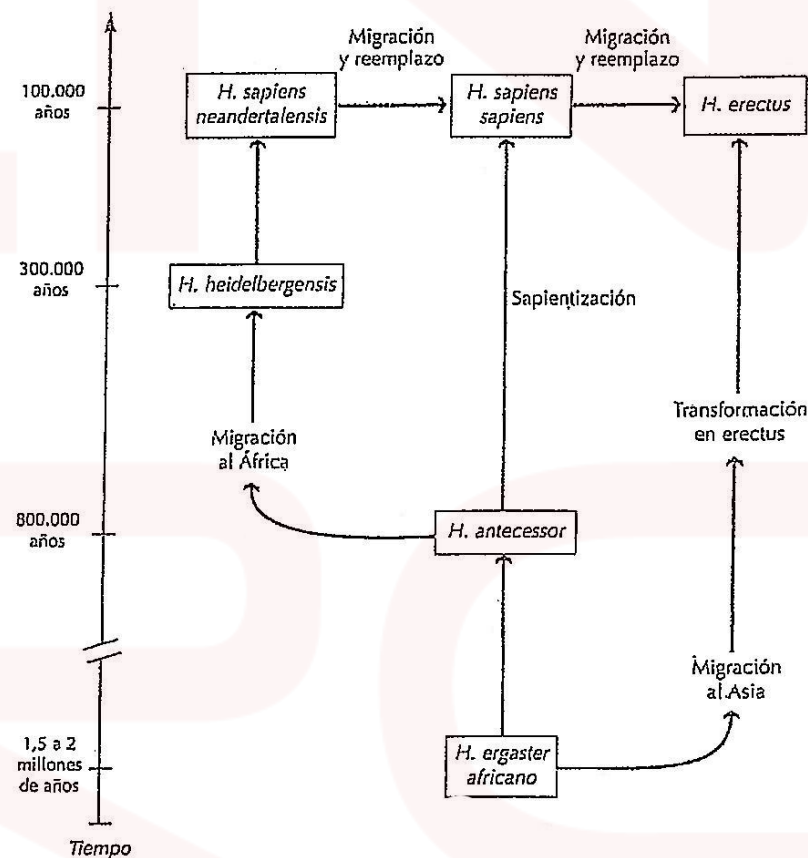 Migración
y reemplazo
Migración
y reemplazo
100.000
años
H. sapiens
neandertalensis
H. sapiens
sapiens
H. erectus
300.000
años
H. heidelbergensis
Sapientización
Transformación
en erectus
Migración
al África
800.000
años
H. antecessor
Migración
al Asia
1,5 a 2
millones
de años
H. ergaster
africano
Tiempo